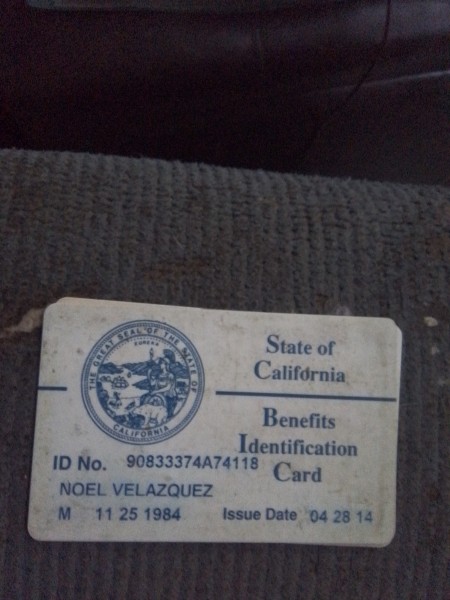 THE GREAT SEAL OF THE STATE OF CALIFORNIA
EUREKA
State of
California
Benefits
Identification
Card
ID No. 90833374A74118
NOEL VELAZQUEZ
M 11 25 1984 Issue Date 04 28 14